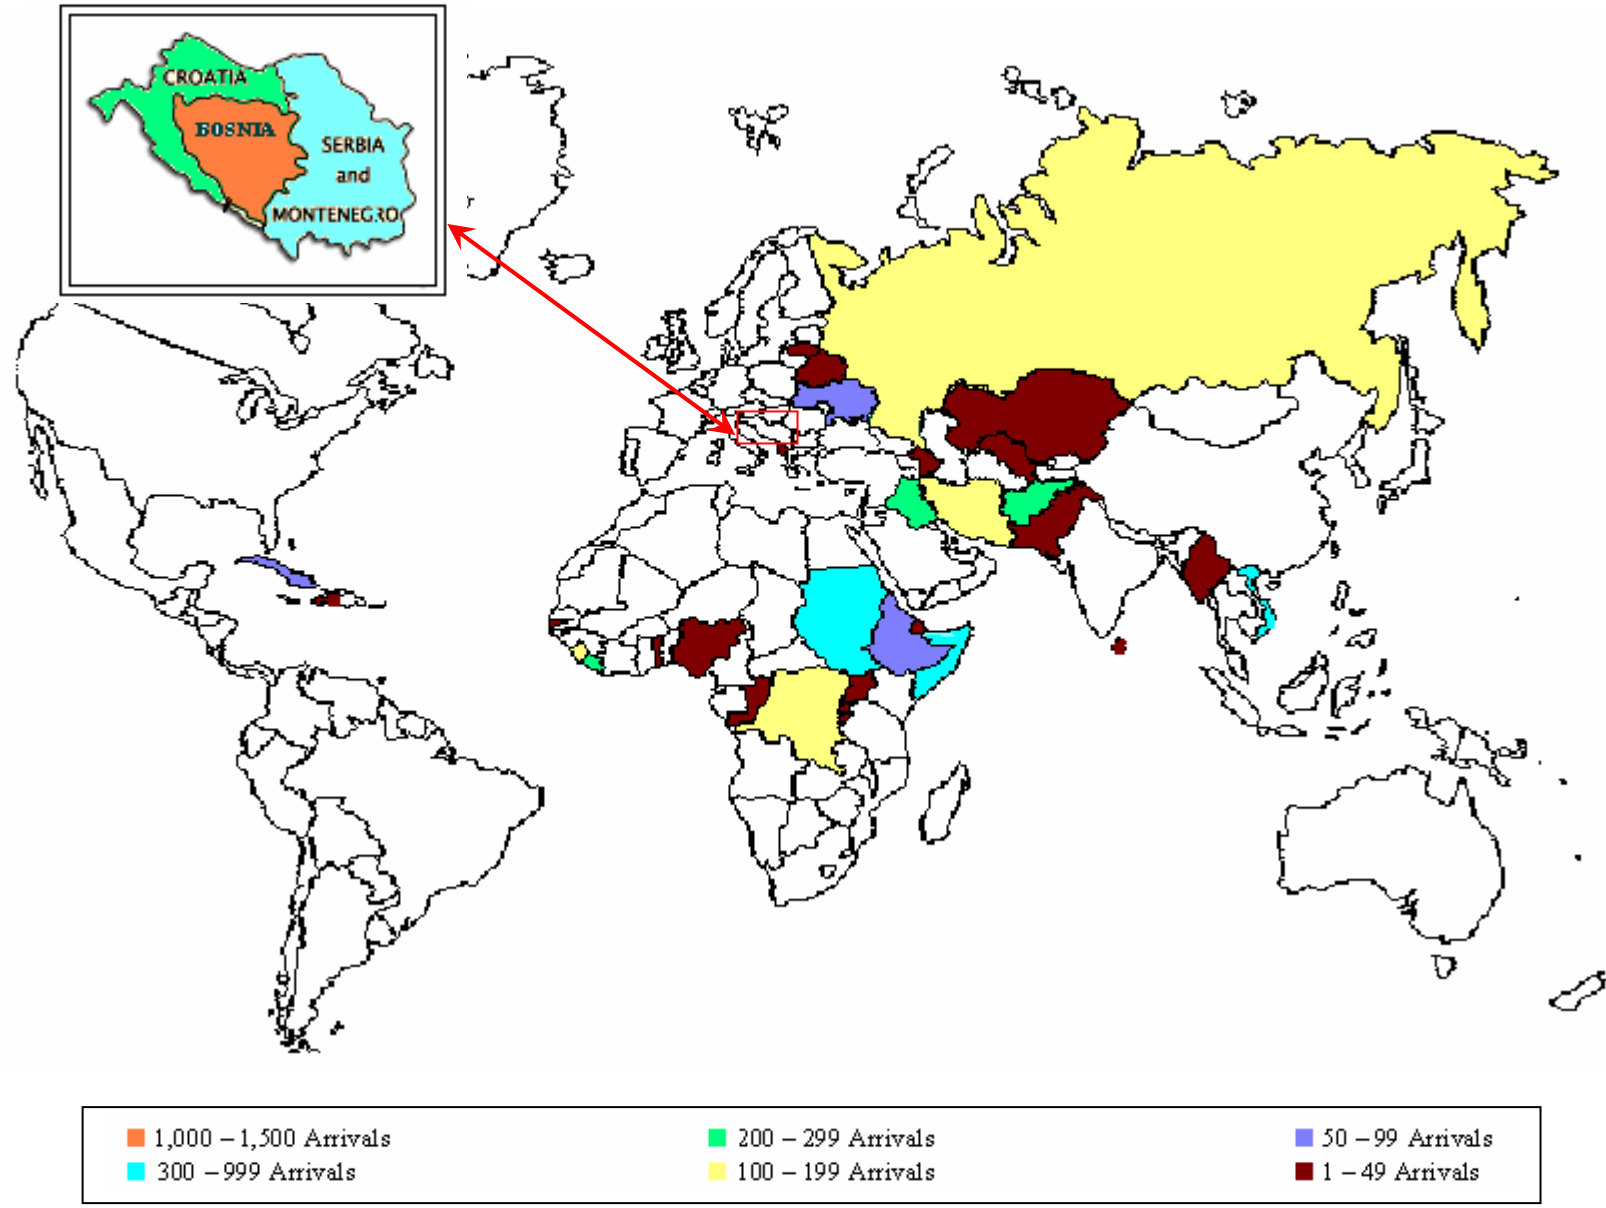 CROATIA
BOSNIA
SERBIA
and
MONTENEGRO
1,000 – 1,500 Arrivals
200 – 299 Arrivals
50 – 99 Arrivals
300 – 999 Arrivals
100 – 199 Arrivals
1 – 49 Arrivals